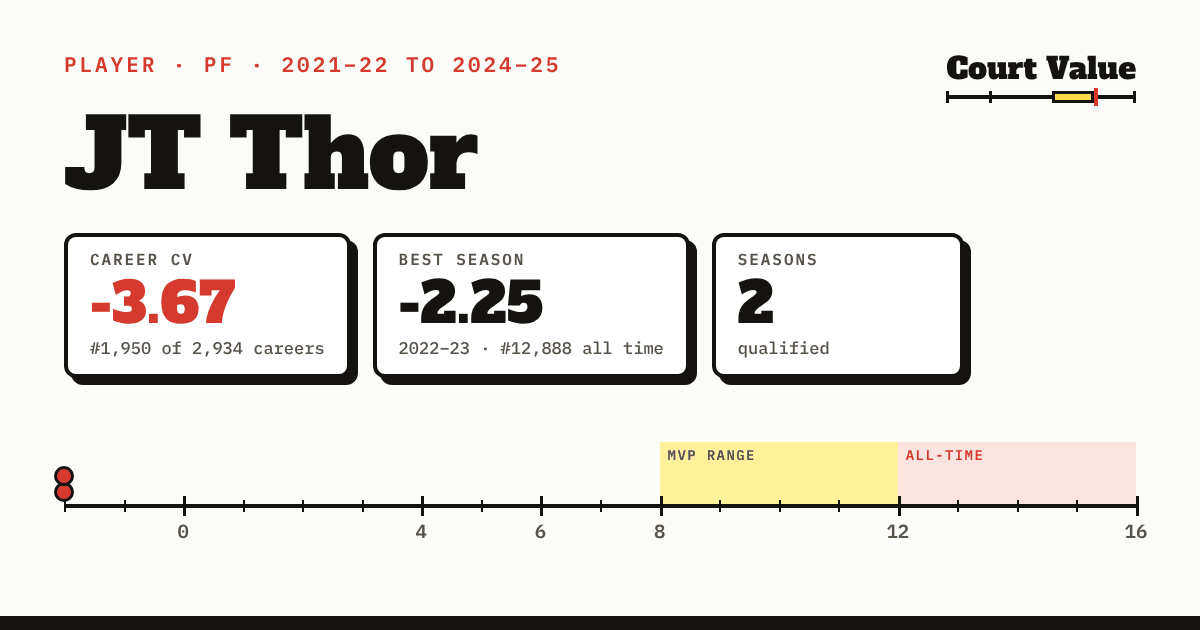 PLAYER · PF · 2021–22 TO 2024–25
Court Value
JT Thor
CAREER CV
-3.67
#1,950 of 2,934 careers
BEST SEASON
-2.25
2022–23 · #12,888 all time
SEASONS
2
qualified
MVP RANGE
ALL-TIME
0 4 6 8 12 16